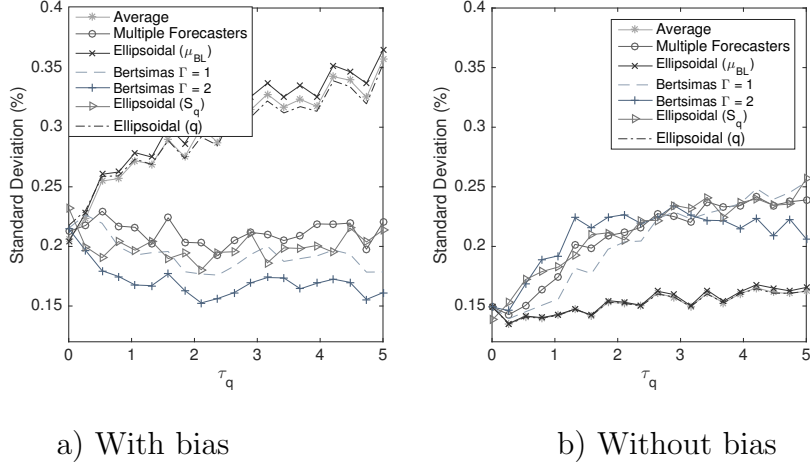 Standard Deviation (%)
0.4
0.35
0.3
0.25
0.2
0.15
0
1
2
3
4
5
τq
Average
Multiple Forecasters
Ellipsoidal (μBL)
Bertsimas Γ = 1
Bertsimas Γ = 2
Ellipsoidal (Sq)
Ellipsoidal (q)
a) With bias
Standard Deviation (%)
0.4
0.35
0.3
0.25
0.2
0.15
0
1
2
3
4
5
τq
Average
Multiple Forecasters
Ellipsoidal (μBL)
Bertsimas Γ = 1
Bertsimas Γ = 2
Ellipsoidal (Sq)
Ellipsoidal (q)
b) Without bias